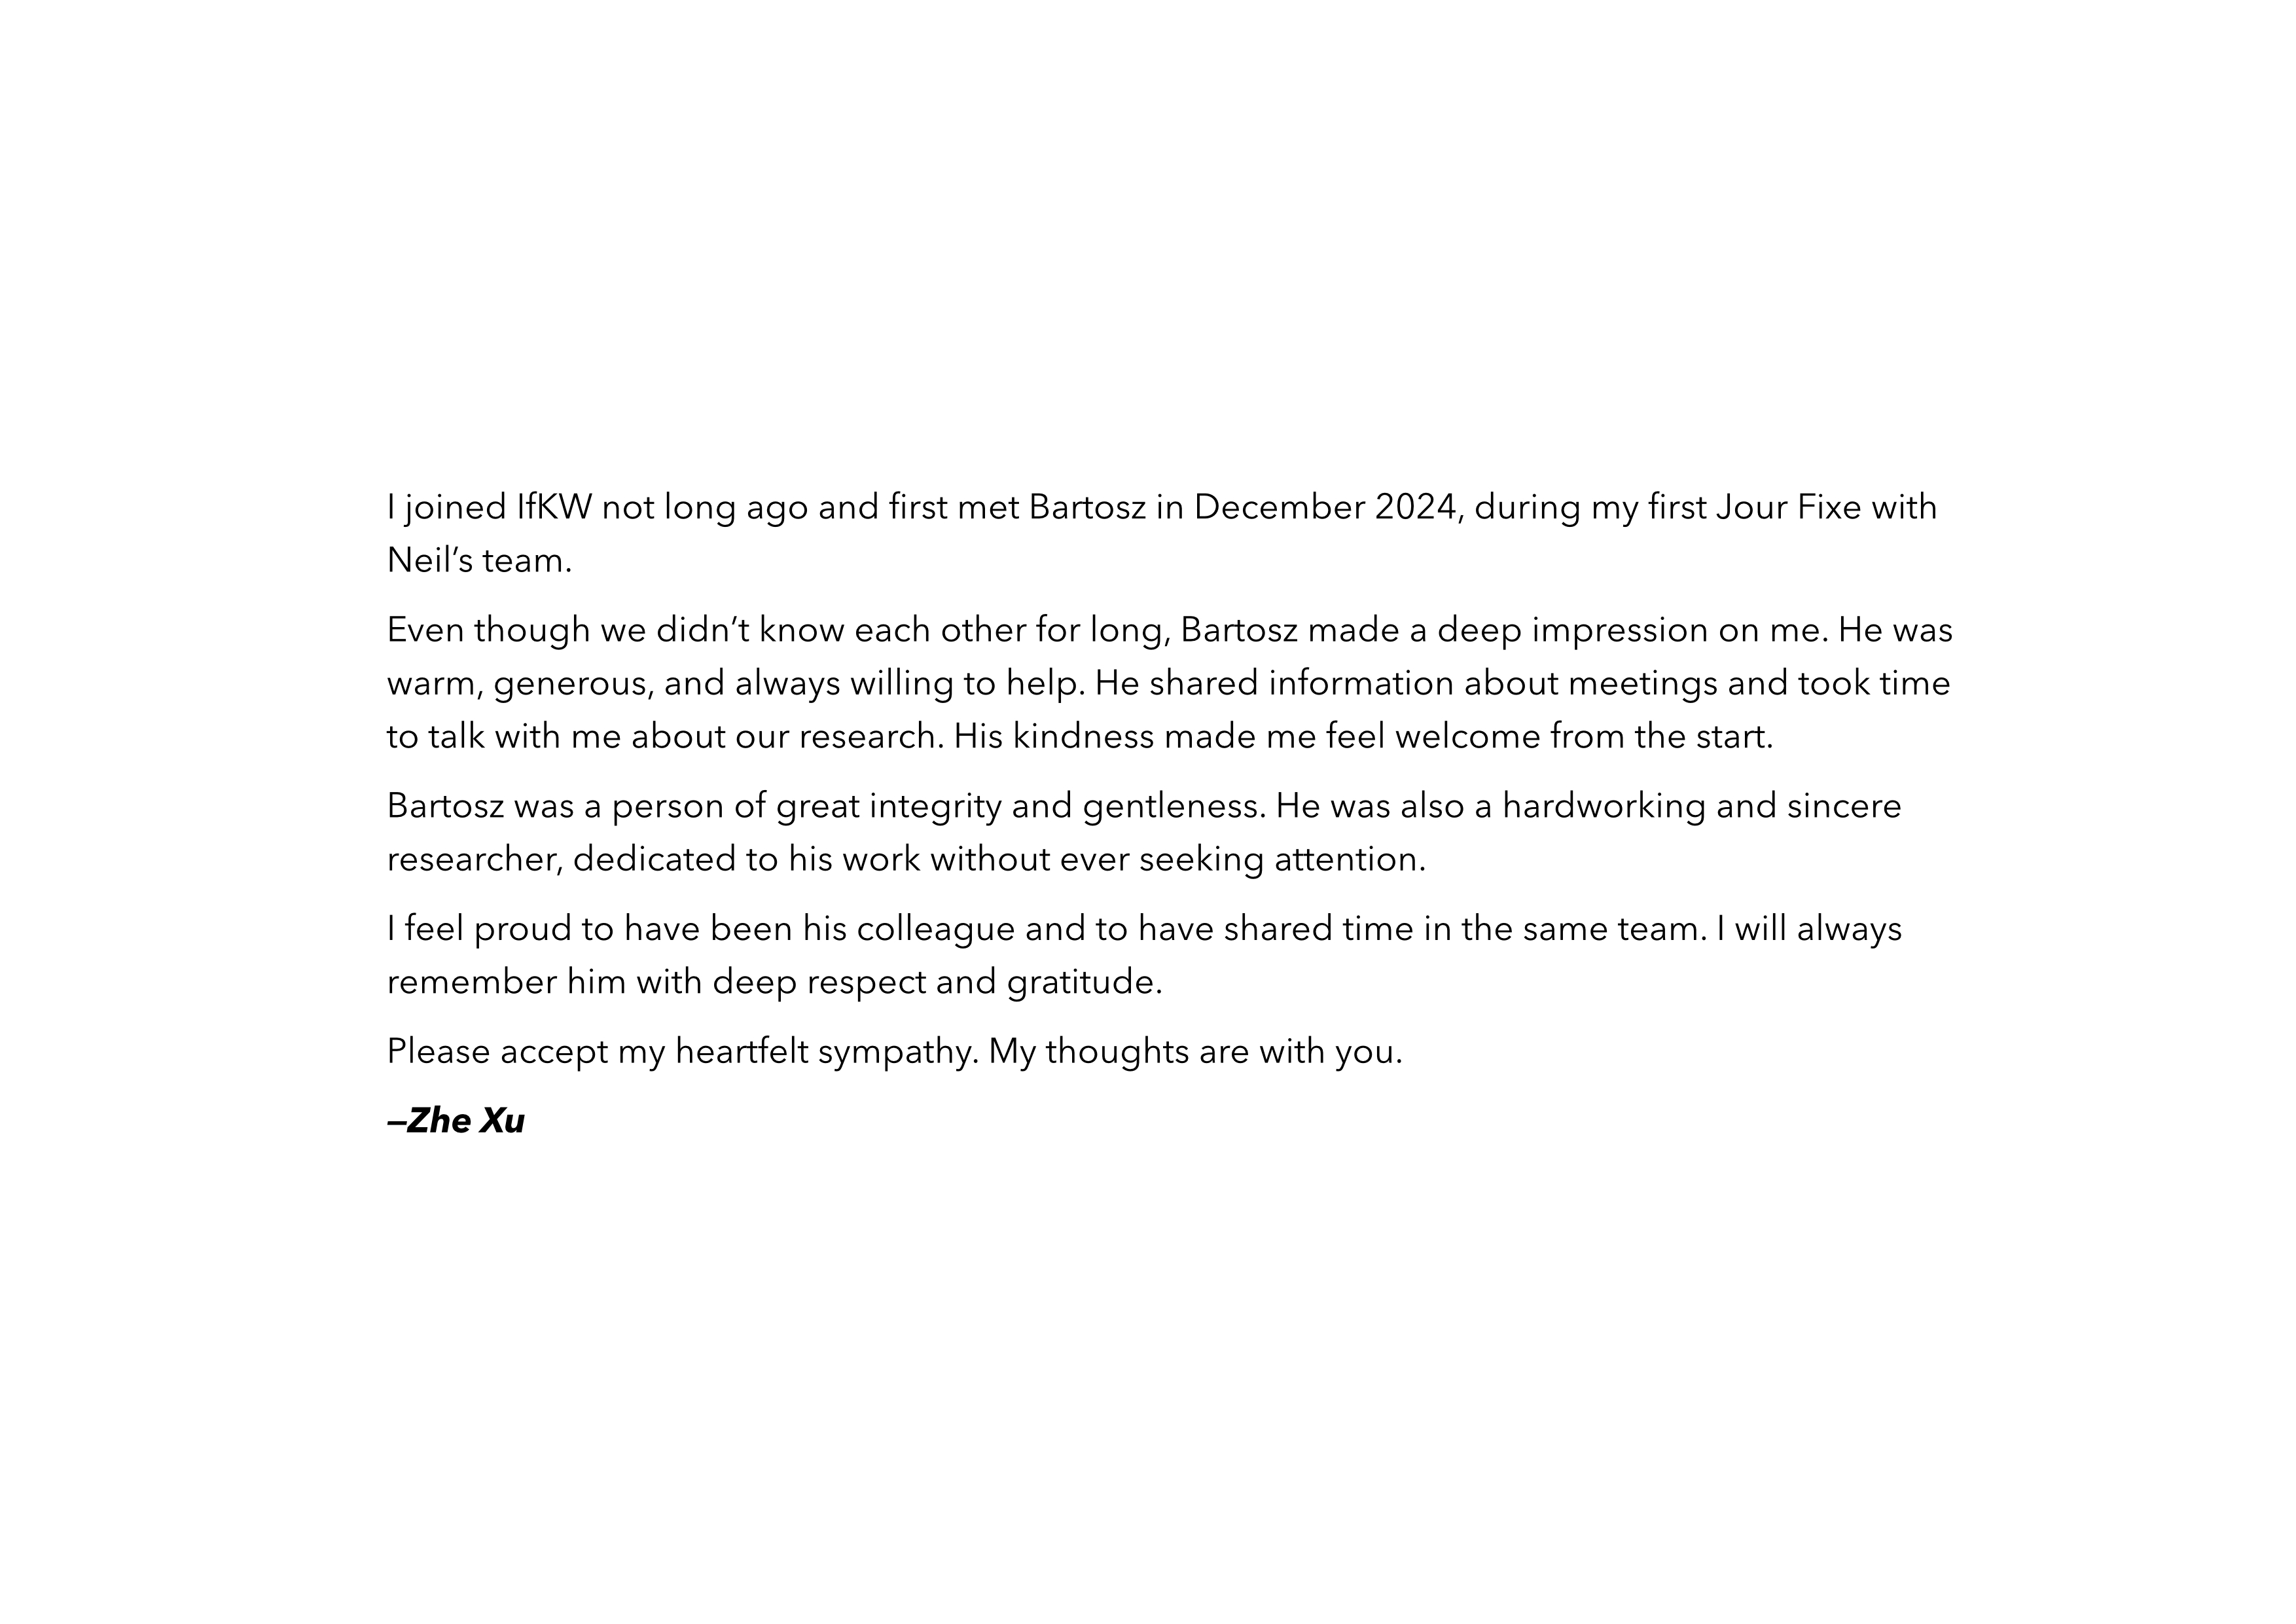 I joined IfKW not long ago and first met Bartosz in December 2024, during my first Jour Fixe with
Neil’s team.
Even though we didn’t know each other for long, Bartosz made a deep impression on me. He was
warm, generous, and always willing to help. He shared information about meetings and took time
to talk with me about our research. His kindness made me feel welcome from the start.
Bartosz was a person of great integrity and gentleness. He was also a hardworking and sincere
researcher, dedicated to his work without ever seeking attention.
I feel proud to have been his colleague and to have shared time in the same team. I will always
remember him with deep respect and gratitude.
Please accept my heartfelt sympathy. My thoughts are with you.
—Zhe Xu